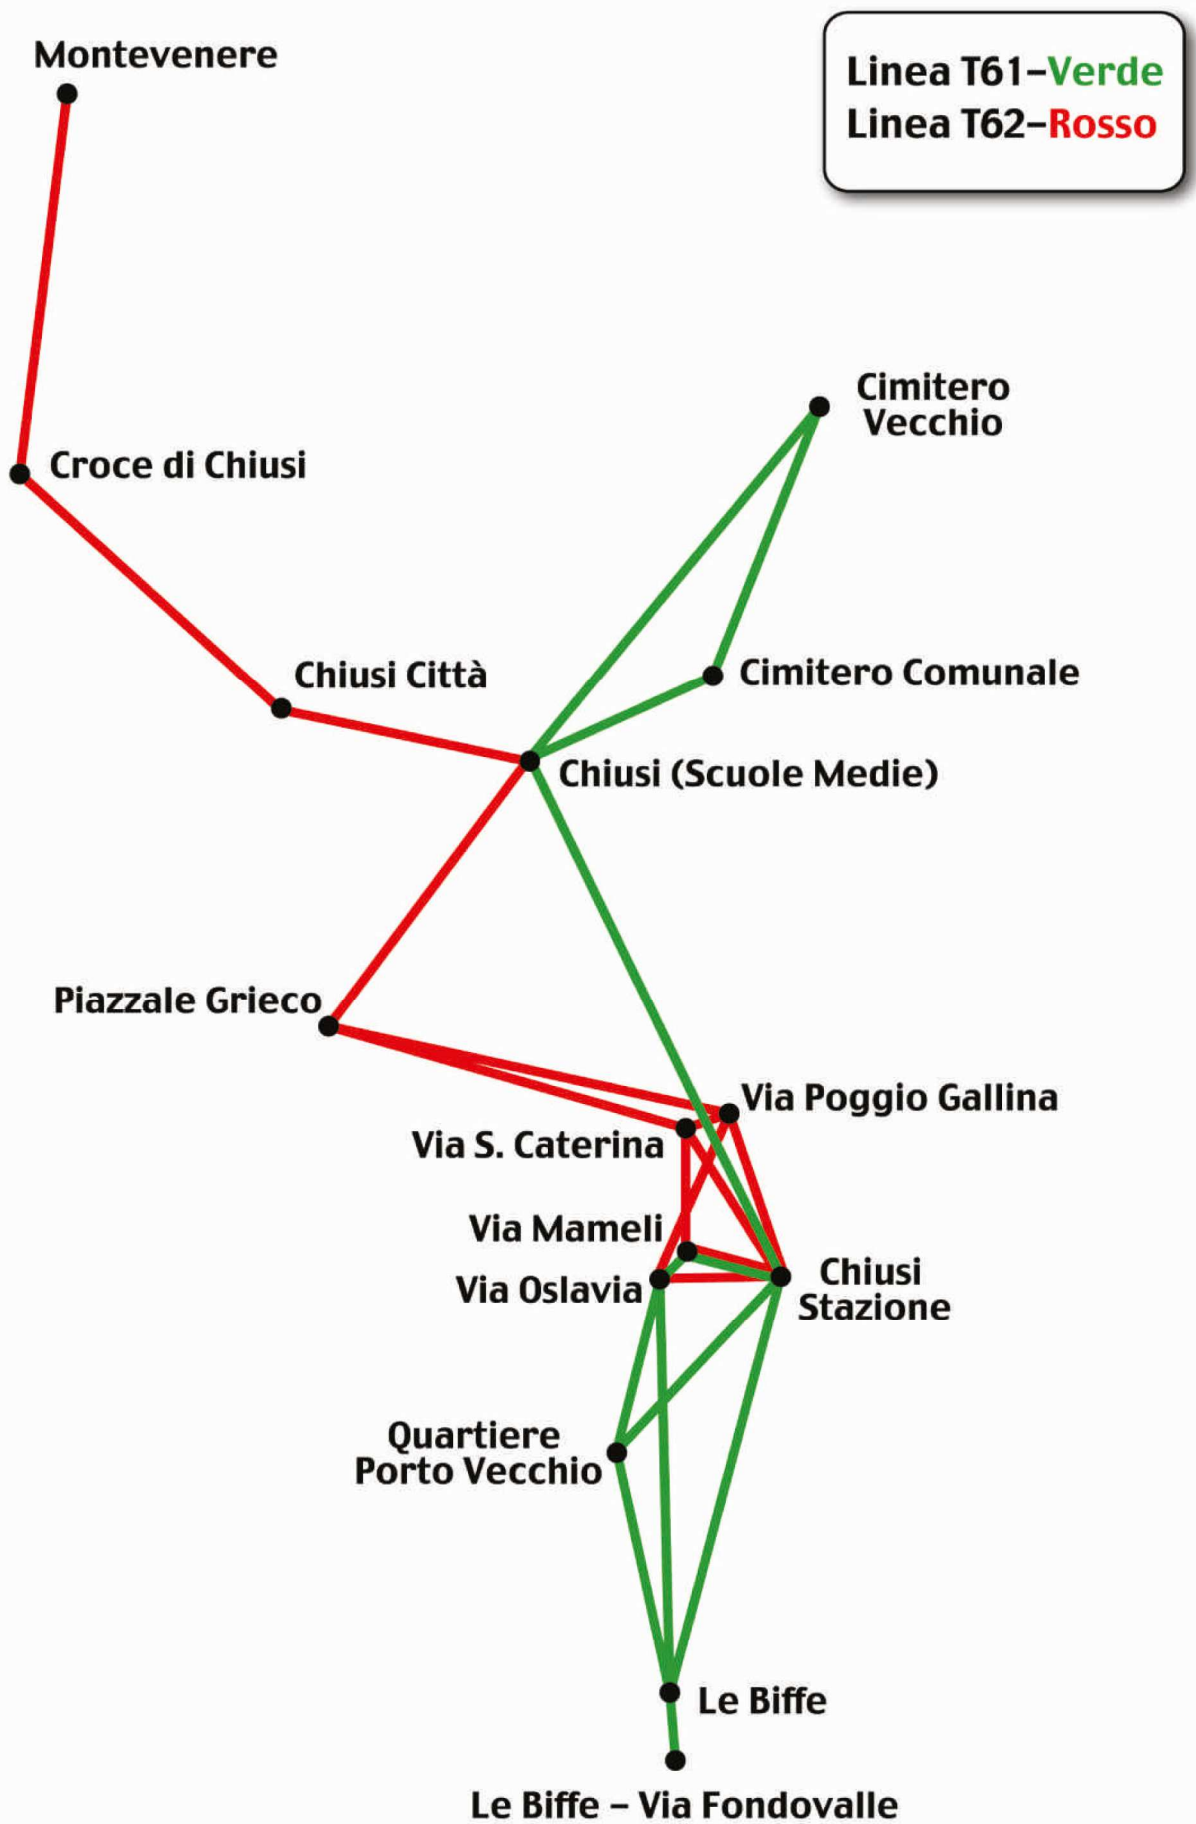 Montevenere
Linea T61–Verde
Linea T62–Rosso
Cimitero
Vecchio
Croce di Chiusi
Chiusi Città
Cimitero Comunale
Chiusi (Scuole Medie)
Piazzale Grieco
Via Poggio Gallina
Via S. Caterina
Via Mameli
Via Oslavia
Chiusi
Stazione
Quartiere
Porto Vecchio
Le Biffe
Le Biffe – Via Fondovalle